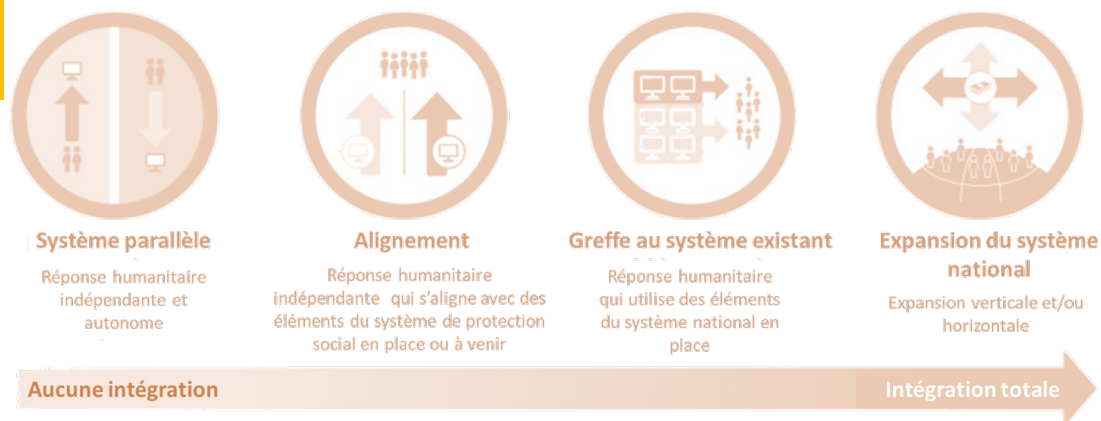 Système parallèle
Réponse humanitaire
indépendante et
autonome
Alignement
Réponse humanitaire
indépendante qui s'aligne avec des
éléments du système de protection
social en place ou à venir
Greffe au système existant
Réponse humanitaire
qui utilise des éléments
du système national en
place
Expansion du système
national
Expansion verticale et/ou
horizontale
Aucune intégration
Intégration totale